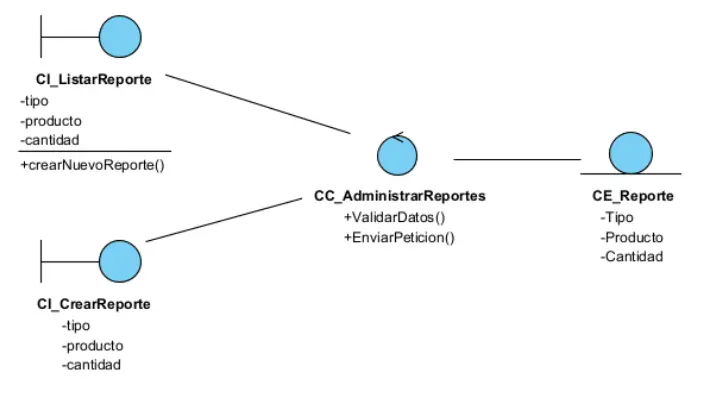 CI_ListarReporte
-tipo
-producto
-cantidad
+crearNuevoReporte()
CC_AdministrarReportes
+ValidarDatos()
+EnviarPeticion()
CE_Reporte
-Tipo
-Producto
-Cantidad
CI_CrearReporte
-tipo
-producto
-cantidad